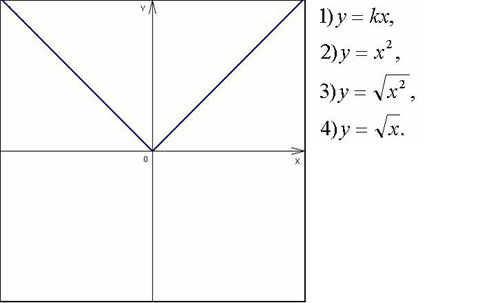 Y
0
X
1) y = kx,
2) y = x²,
3) y = √x²,
4) y = √x.